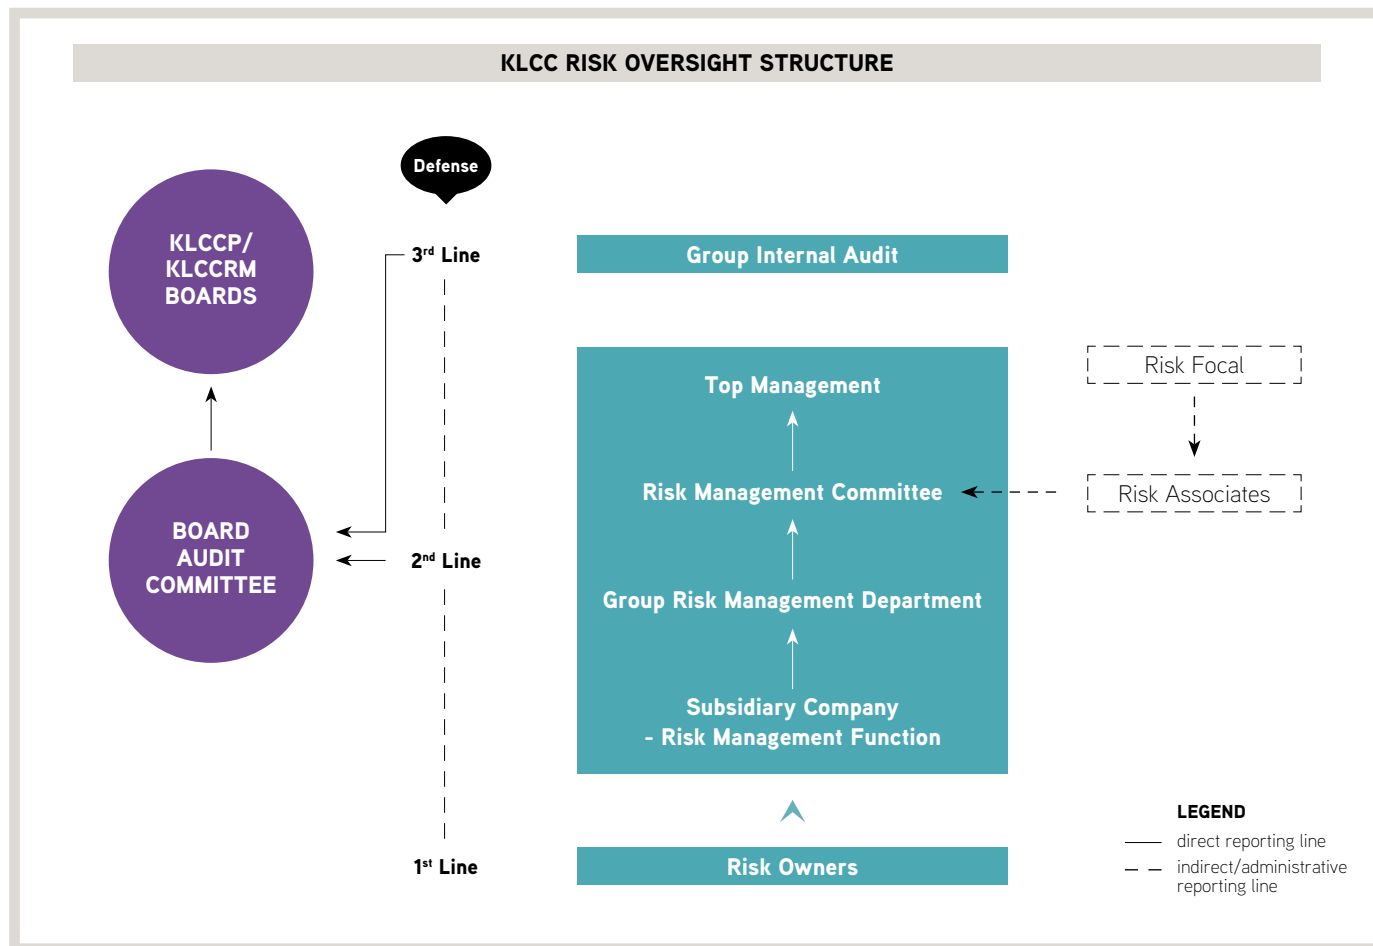 KLCC RISK OVERSIGHT STRUCTURE
Defense
KLCCP/
KLCCRM
BOARDS
BOARD
AUDIT
COMMITTEE
3rd Line
2nd Line
1st Line
Group Internal Audit
Top Management
Risk Management Committee
Group Risk Management Department
Subsidiary Company
- Risk Management Function
Risk Owners
Risk Focal
Risk Associates
LEGEND
direct reporting line
indirect/administrative
reporting line